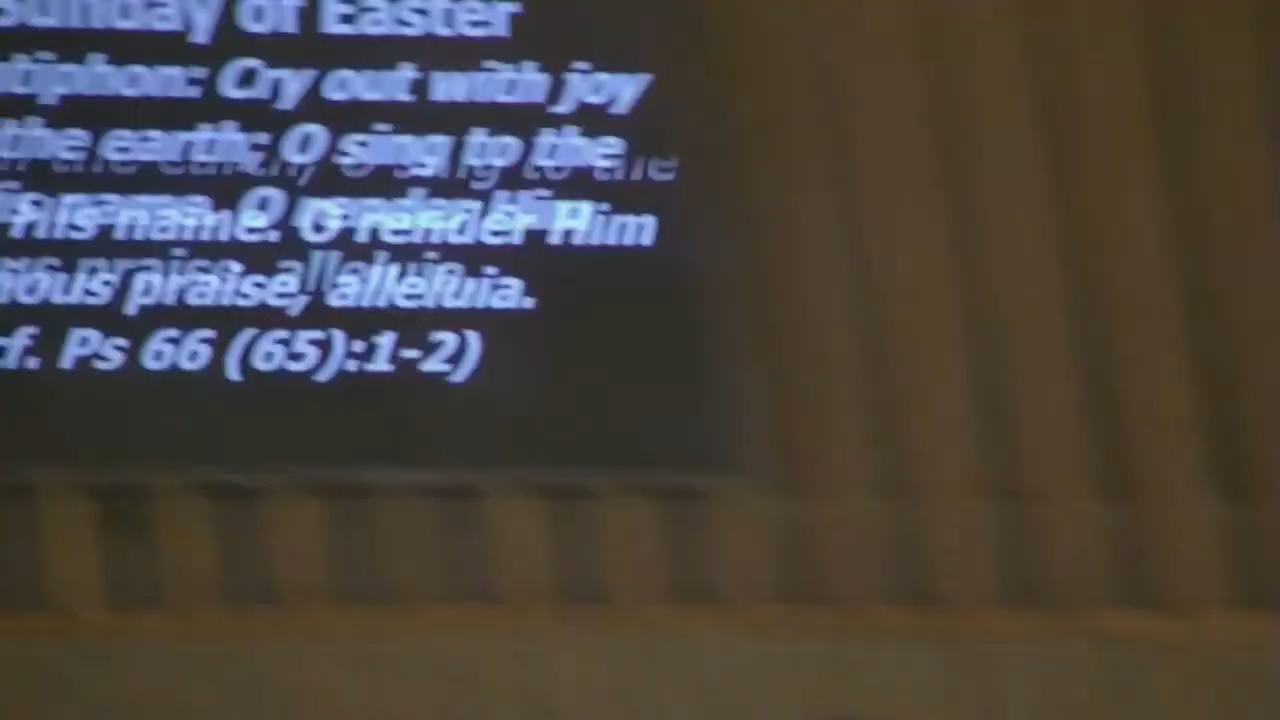 Sunday of Easter
tiphon: Cry out with joy
the earth; O sing to the
His name. O render Him
ious praise, alleluia.
cf. Ps 66 (65):1-2)